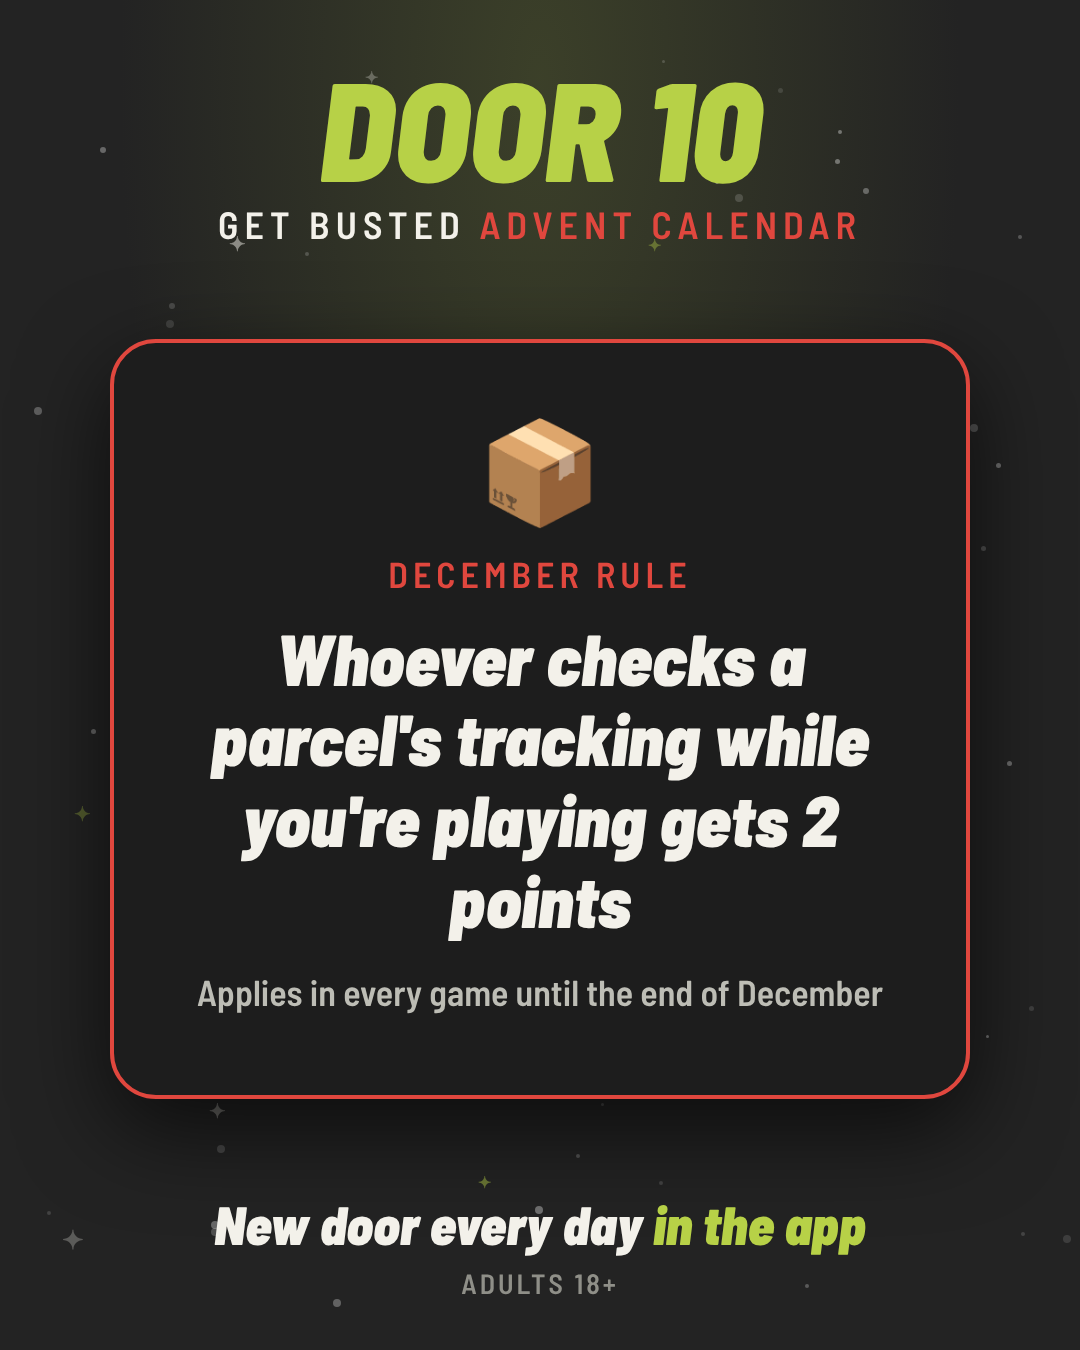 DOOR 10
GET BUSTED ADVENT CALENDAR
DECEMBER RULE
Whoever checks a
parcel's tracking while
you're playing gets 2
points
Applies in every game until the end of December
New door every day in the app
ADULTS 18+